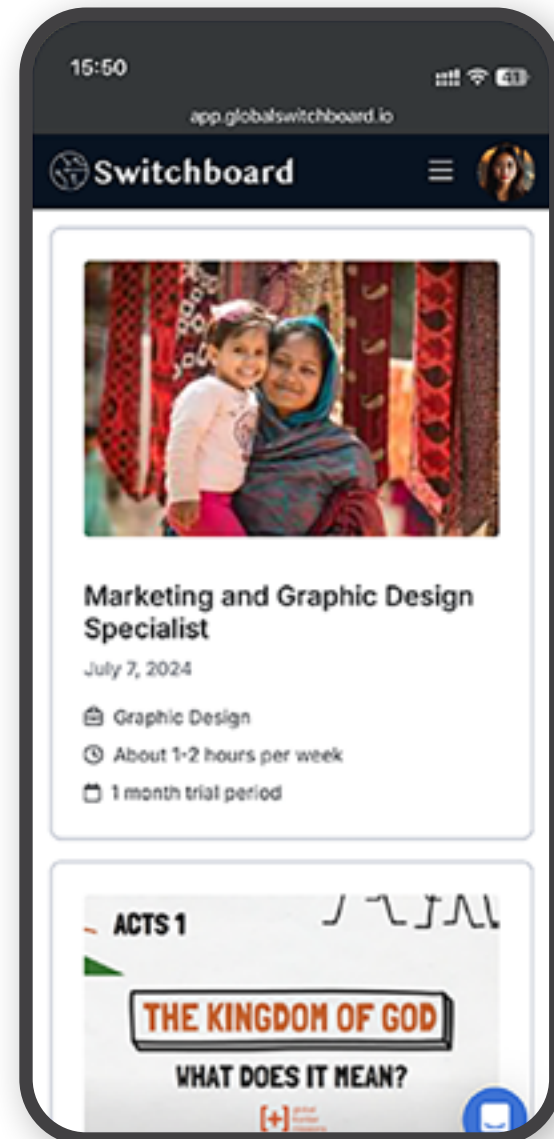 15:50
41
app.globalswitchboard.io
Switchboard
Marketing and Graphic Design
Specialist
July 7, 2024
Graphic Design
About 1-2 hours per week
1 month trial period
ACTS 1
THE KINGDOM OF GOD
WHAT DOES IT MEAN?
[+]